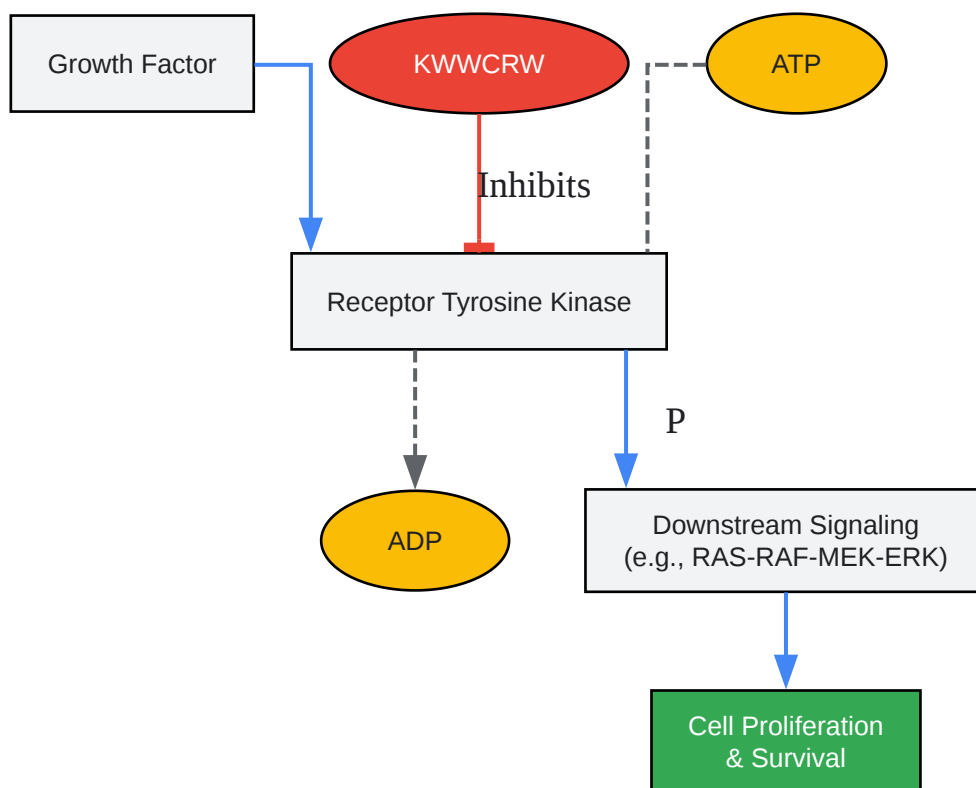 Growth Factor
KWWCRW
ATP
Inhibits
Receptor Tyrosine Kinase
P
ADP
Downstream Signaling
(e.g., RAS-RAF-MEK-ERK)
Cell Proliferation
& Survival